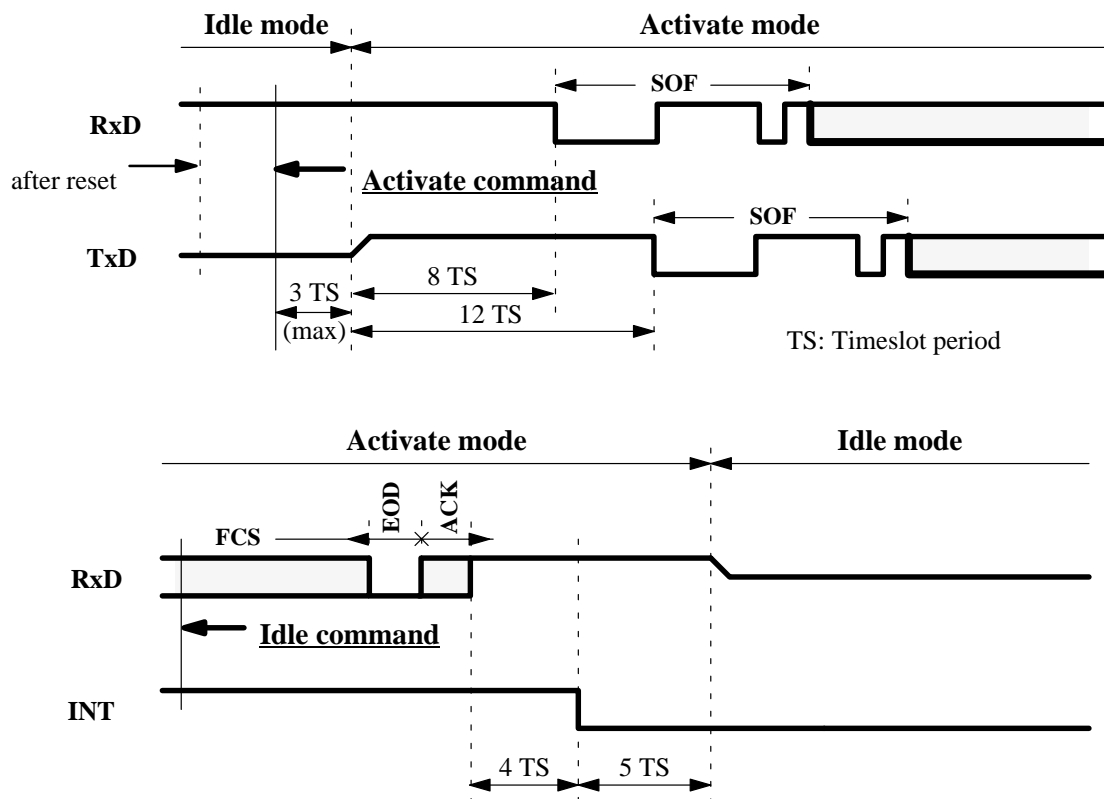 Idle mode
Activate mode
SOF
RxD
after reset
Activate command
SOF
TxD
3 TS
(max)
8 TS
12 TS
TS: Timeslot period
Activate mode
Idle mode
EOD
ACK
FCS
RxD
Idle command
INT
4 TS
5 TS